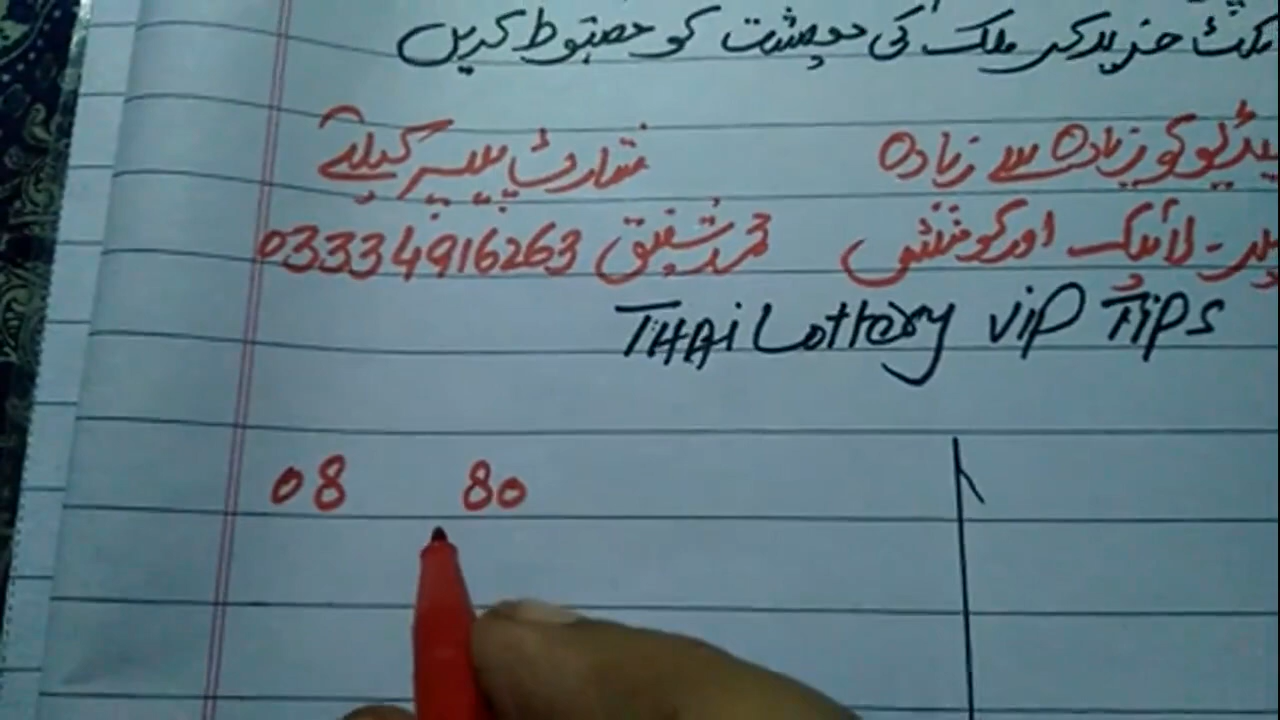 ٹکٹ خرید کر ملک کی معیشت کو مضبوط کریں
ویڈیو کو زیادہ سے زیادہ شارٹ پیپر کیلئے
لائیک اور کومنٹس محمد شفیق 03334916263
THAi Lottery ViP TiPs
08 80